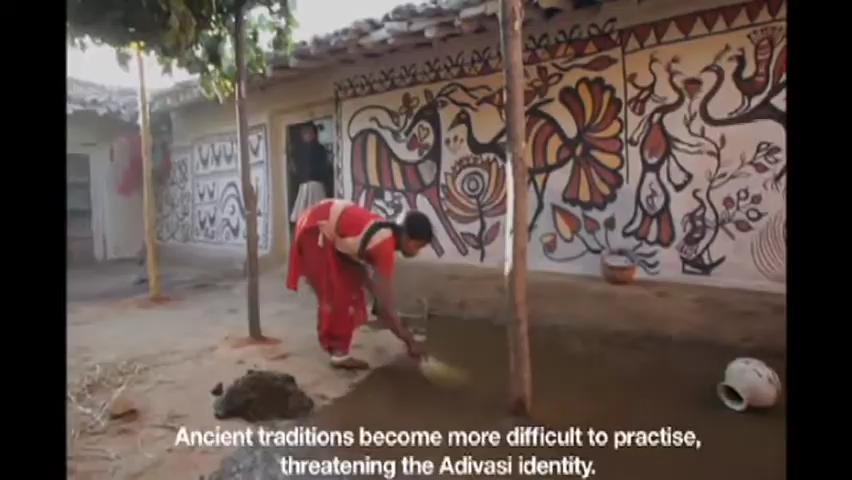 Ancient traditions become more difficult to practise,
threatening the Adivasi identity.